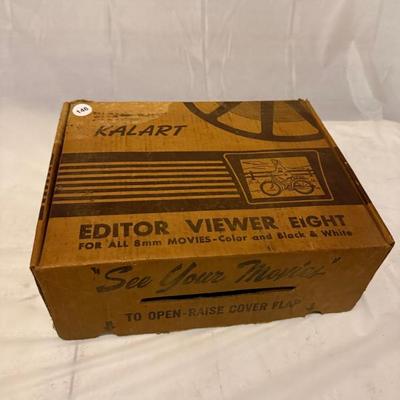 146
KALART
EDITOR VIEWER EIGHT
FOR ALL 8mm MOVIES-Color and Black & White
"See Your Movies"
TO OPEN-RAISE COVER FLAP